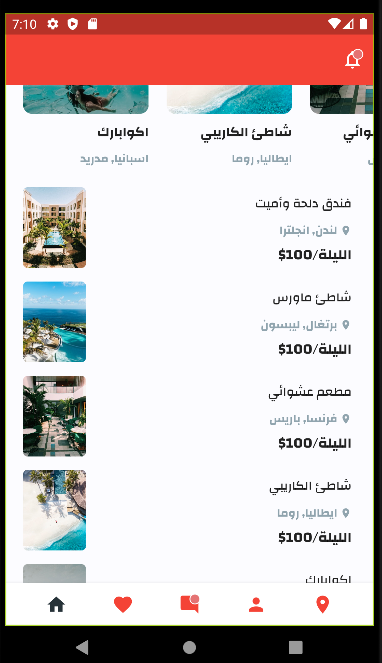 7:10
وائي
شاطئ الكاريبي
اكوابارك
ايطاليا, روما
اسبانيا, مدريد
فندق دلحة وأميت
لندن, انجلترا
$100/الليلة
شاطئ ماورس
برتغال, ليبسون
$100/الليلة
مطعم عشوائي
فرنسا, باريس
$100/الليلة
شاطئ الكاريبي
ايطاليا, روما
$100/الليلة
اكوابارك